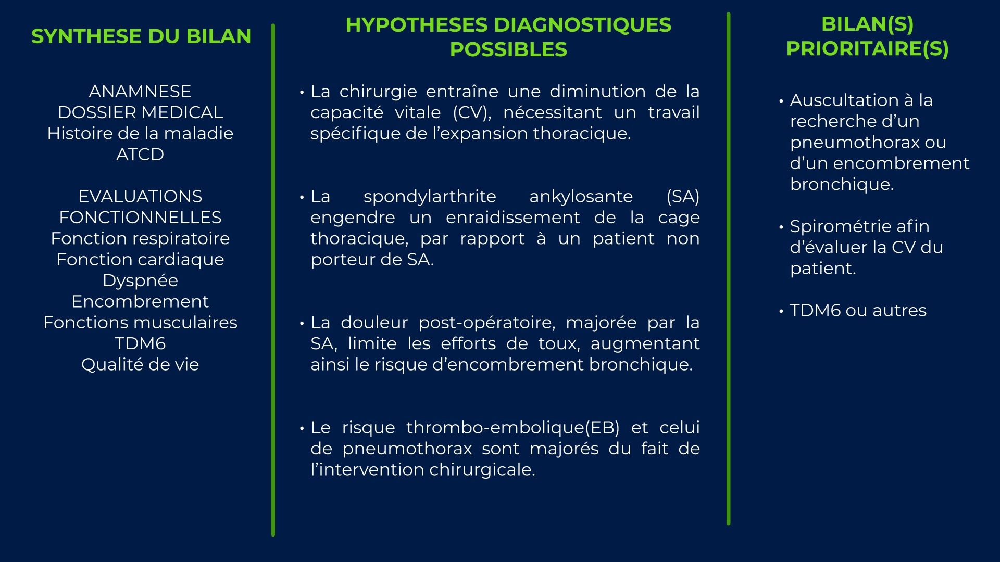 SYNTHESE DU BILAN
ANAMNESE
DOSSIER MEDICAL
Histoire de la maladie
ATCD
EVALUATIONS
FONCTIONNELLES
Fonction respiratoire
Fonction cardiaque
Dyspnée
Encombrement
Fonctions musculaires
TDM6
Qualité de vie
HYPOTHESES DIAGNOSTIQUES
POSSIBLES
• La chirurgie entraîne une diminution de la
capacité vitale (CV), nécessitant un travail
spécifique de l’expansion thoracique.
• La spondylarthrite ankylosante (SA)
engendre un enraidissement de la cage
thoracique, par rapport à un patient non
porteur de SA.
• La douleur post-opératoire, majorée par la
SA, limite les efforts de toux, augmentant
ainsi le risque d’encombrement bronchique.
• Le risque thrombo-embolique(EB) et celui
de pneumothorax sont majorés du fait de
l’intervention chirurgicale.
BILAN(S)
PRIORITAIRE(S)
• Auscultation à la
recherche d’un
pneumothorax ou
d’un encombrement
bronchique.
• Spirométrie afin
d’évaluer la CV du
patient.
• TDM6 ou autres